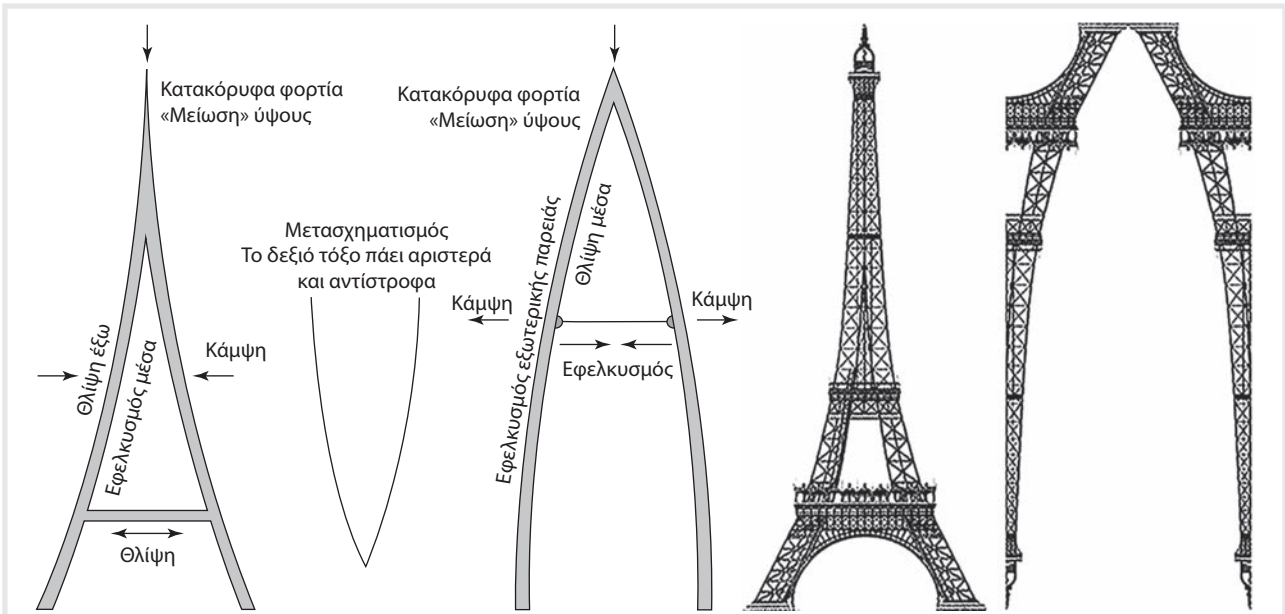 Κατακόρυφα φορτία
«Μείωση» ύψους
Θλίψη έξω
Εφελκυσμός μέσα
Κάμψη
Θλίψη
Μετασχηματισμός
Το δεξιό τόξο πάει αριστερά
και αντίστροφα
Κατακόρυφα φορτία
«Μείωση» ύψους
Εφελκυσμός εξωτερικής παρειάς
Θλίψη μέσα
Κάμψη
Κάμψη
Εφελκυσμός